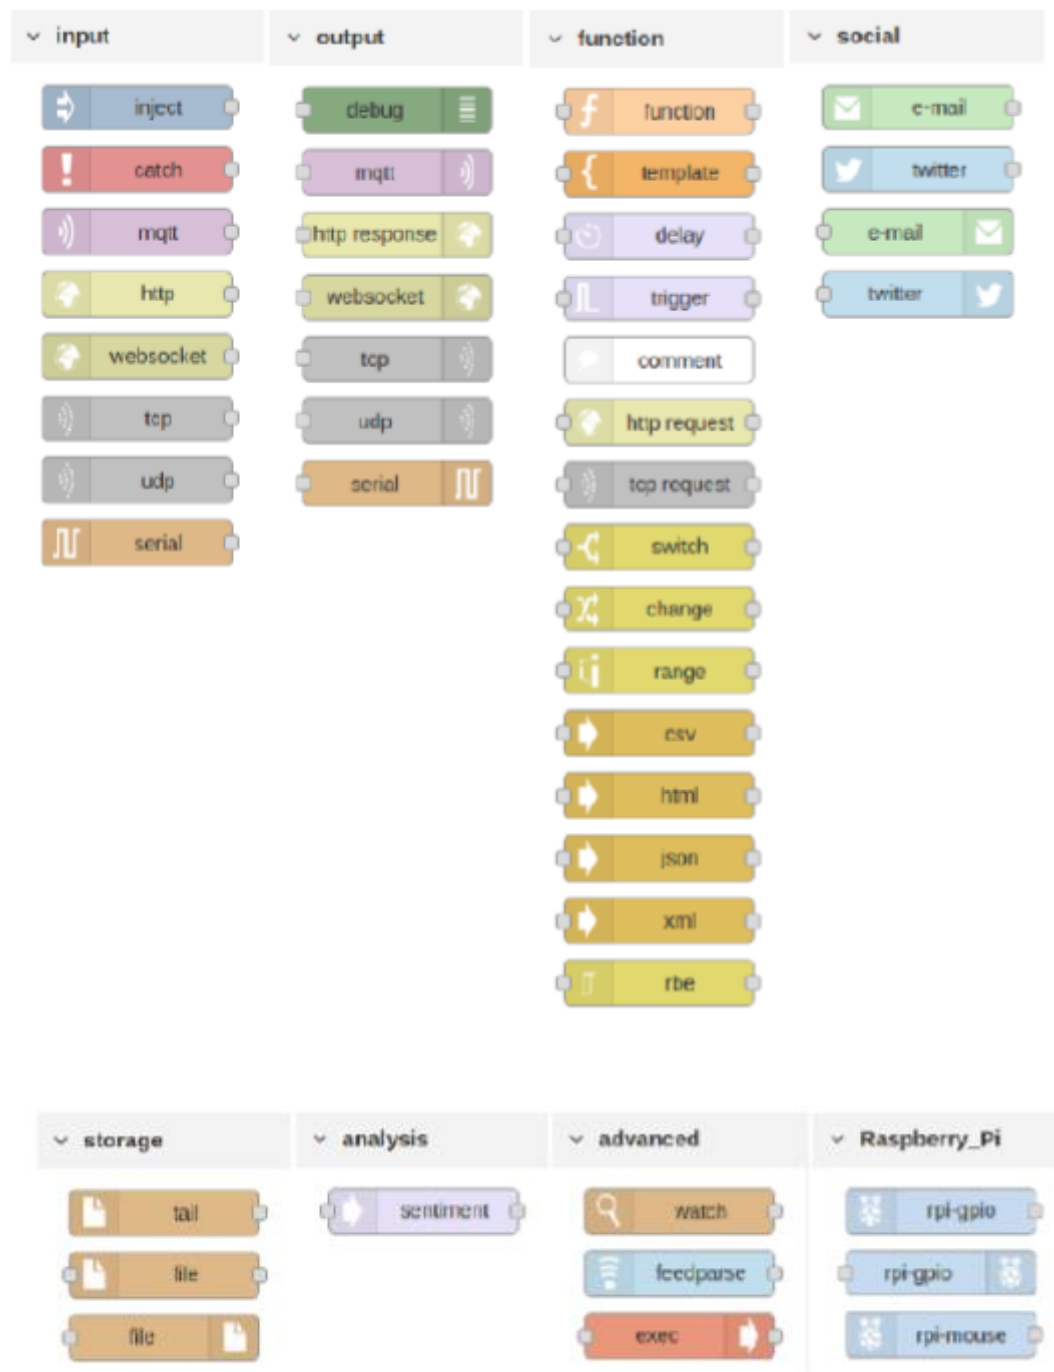 input
inject
catch
mqtt
http
websocket
tcp
udp
serial
output
debug
mqtt
http response
websocket
tcp
udp
serial
function
function
template
delay
trigger
comment
http request
tcp request
switch
change
range
csv
html
json
xml
rbe
social
e-mail
twitter
e-mail
twitter
storage
tail
file
file
analysis
sentiment
advanced
watch
feedparse
exec
Raspberry_Pi
rpi-gpio
rpi-gpio
rpi-mouse